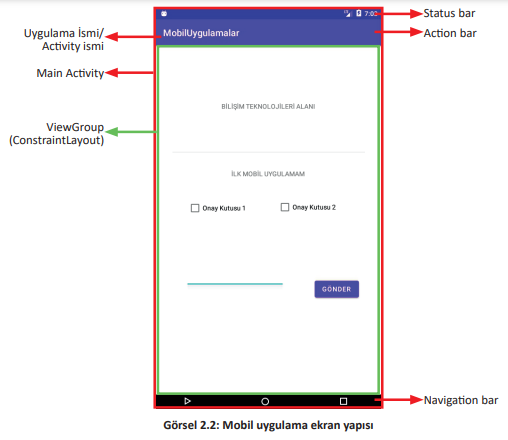 Status bar
7:02
Uygulama İsmi/
Activity ismi
MobilUygulamalar
Action bar
Main Activity
BİLİŞİM TEKNOLOJİLERİ ALANI
ViewGroup
(ConstraintLayout)
İLK MOBİL UYGULAMAM
Onay Kutusu 1
Onay Kutusu 2
GÖNDER
Navigation bar
Görsel 2.2: Mobil uygulama ekran yapısı